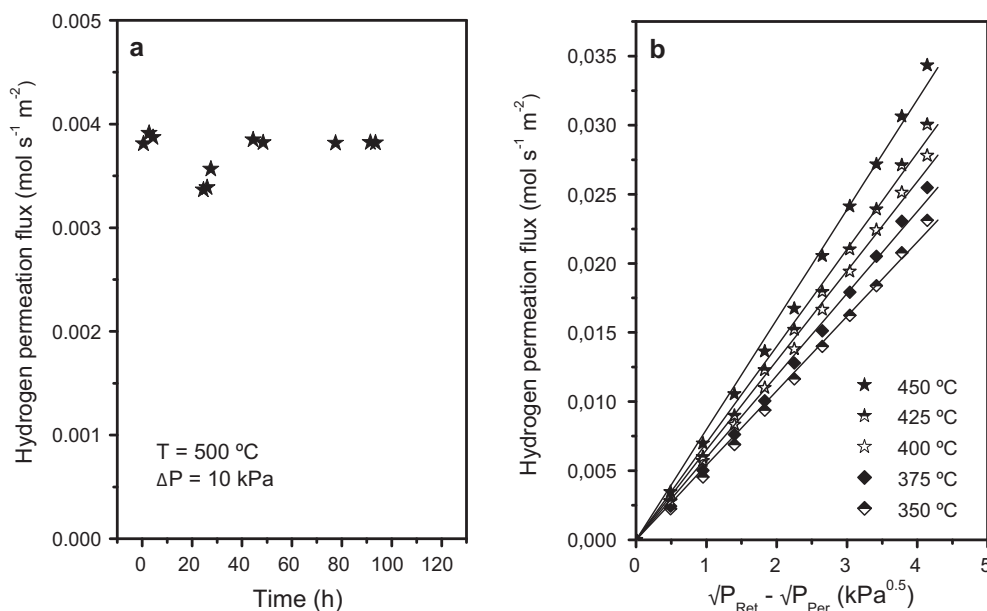 a
Hydrogen permeation flux (mol s⁻¹ m⁻²)
0.005
0.004
0.003
0.002
0.001
0.000
T = 500 ºC
ΔP = 10 kPa
0 20 40 60 80 100 120
Time (h)
b
Hydrogen permeation flux (mol s⁻¹ m⁻²)
0,035
0,030
0,025
0,020
0,015
0,010
0,005
0,000
450 ºC
425 ºC
400 ºC
375 ºC
350 ºC
0 1 2 3 4 5
√P_Ret - √P_Per (kPa⁰·⁵)